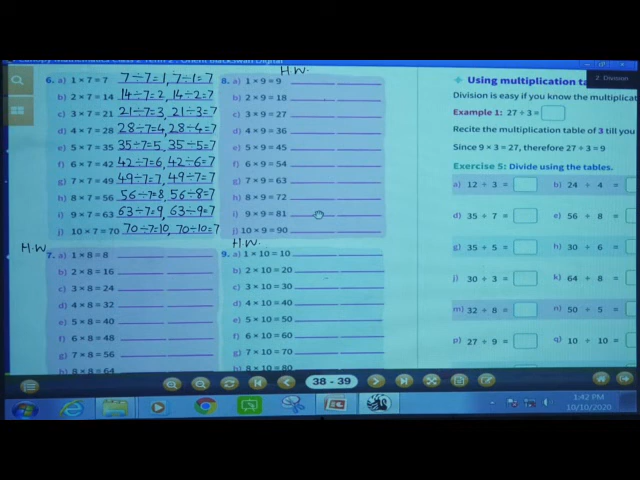 H.W.
6. a) 1 × 7 = 7 7÷7=1, 7÷1=7
b) 2 × 7 = 14 14÷7=2, 14÷2=7
c) 3 × 7 = 21 21÷7=3, 21÷3=7
d) 4 × 7 = 28 28÷7=4, 28÷4=7
e) 5 × 7 = 35 35÷7=5, 35÷5=7
f) 6 × 7 = 42 42÷7=6, 42÷6=7
g) 7 × 7 = 49 49÷7=7, 49÷7=7
h) 8 × 7 = 56 56÷7=8, 56÷8=7
i) 9 × 7 = 63 63÷7=9, 63÷9=7
j) 10 × 7 = 70 70÷7=10, 70÷10=7
H.W
7. a) 1 × 8 = 8
b) 2 × 8 = 16
c) 3 × 8 = 24
d) 4 × 8 = 32
e) 5 × 8 = 40
f) 6 × 8 = 48
g) 7 × 8 = 56
h) 8 × 8 = 64
8. a) 1 × 9 = 9
b) 2 × 9 = 18
c) 3 × 9 = 27
d) 4 × 9 = 36
e) 5 × 9 = 45
f) 6 × 9 = 54
g) 7 × 9 = 63
h) 8 × 9 = 72
i) 9 × 9 = 81
j) 10 × 9 = 90
H.W.
9. a) 1 × 10 = 10
b) 2 × 10 = 20
c) 3 × 10 = 30
d) 4 × 10 = 40
e) 5 × 10 = 50
f) 6 × 10 = 60
g) 7 × 10 = 70
h) 8 × 10 = 80
2. Division
Using multiplication ta
Division is easy if you know the multiplicat
Example 1: 27 ÷ 3 =
Recite the multiplication table of 3 till you
Since 9 × 3 = 27, therefore 27 ÷ 3 = 9
Exercise 5: Divide using the tables.
a) 12 ÷ 3 = b) 24 ÷ 4 =
d) 35 ÷ 7 = e) 56 ÷ 8 =
g) 35 ÷ 5 = h) 30 ÷ 6 =
j) 30 ÷ 3 = k) 64 ÷ 8
m) 32 ÷ 8 = n) 50 ÷ 5 =
p) 27 ÷ 9 = q) 10 ÷ 10 =
38 - 39
1:42 PM
10/10/2020